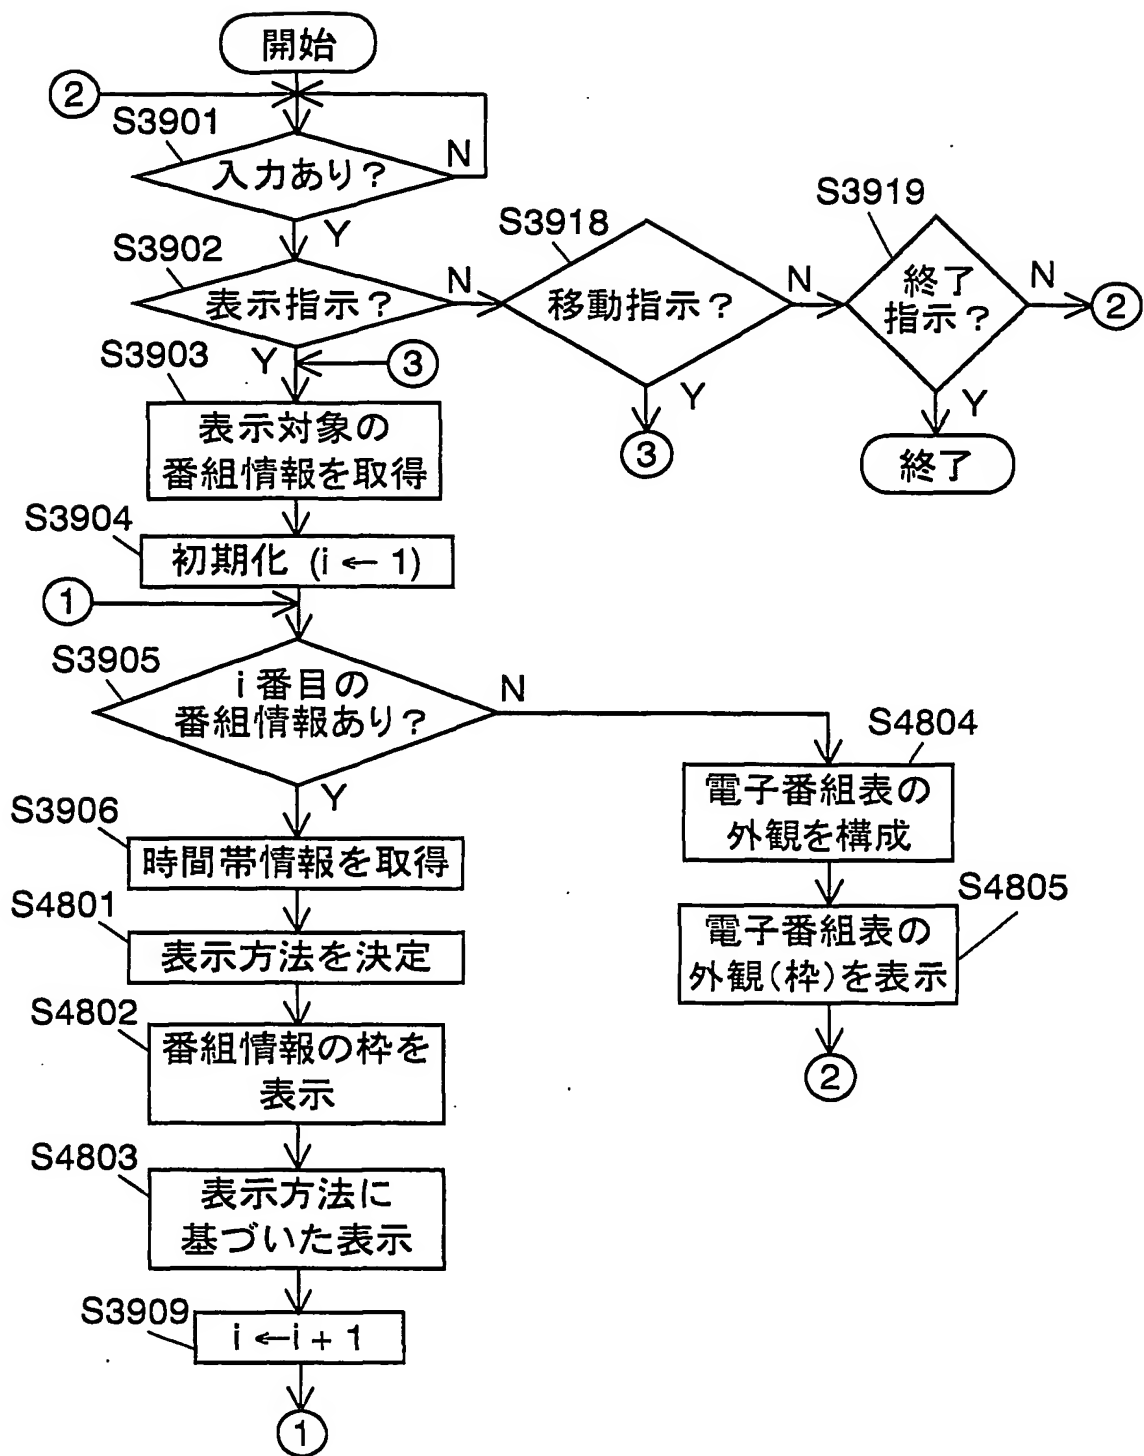 開始
②
S3901
入力あり？
N
Y
S3902
表示指示？
N
S3918
移動指示？
N
S3919
終了
指示？
N
②
Y
③
Y
③
Y
終了
S3903
表示対象の
番組情報を取得
S3904
初期化 (i ← 1)
①
S3905
i 番目の
番組情報あり？
N
Y
S3906
時間帯情報を取得
S4801
表示方法を決定
S4802
番組情報の枠を
表示
S4803
表示方法に
基づいた表示
S3909
i ← i + 1
①
S4804
電子番組表の
外観を構成
S4805
電子番組表の
外観(枠)を表示
②